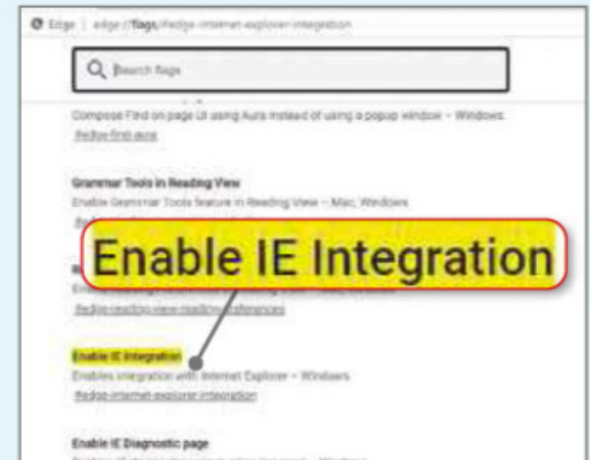 Edge | edge://flags/#edge-internet-explorer-integration
Search flags
Compose Find on page UI using Aura instead of using a popup window – Windows
#edge-find-aura
Grammar Tools in Reading View
Enable Grammar Tools feature in Reading View – Mac, Windows
Enable IE Integration
#edge-reading-view-reading-preferences
Enable IE Integration
Enables integration with Internet Explorer – Windows
#edge-internet-explorer-integration
Enable IE Diagnostic page